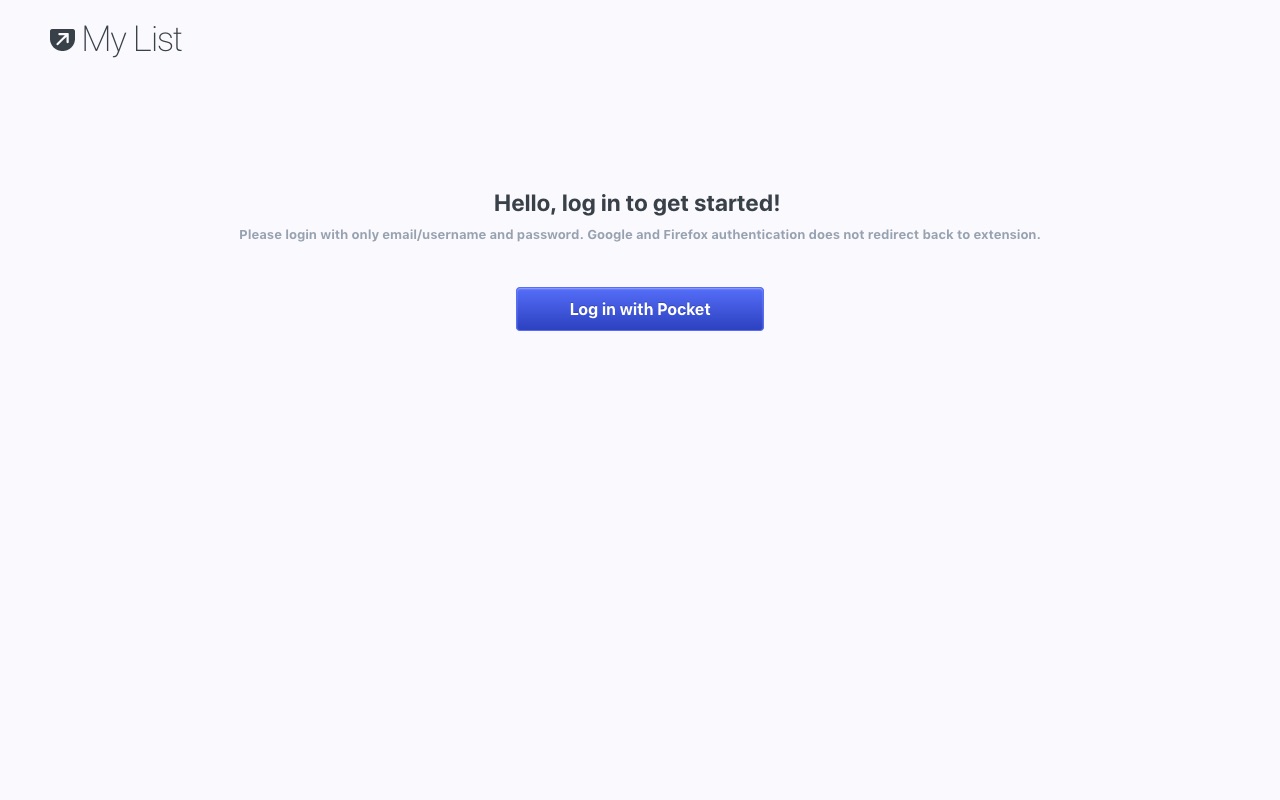 My List
Hello, log in to get started!
Please login with only email/username and password. Google and Firefox authentication does not redirect back to extension.
Log in with Pocket